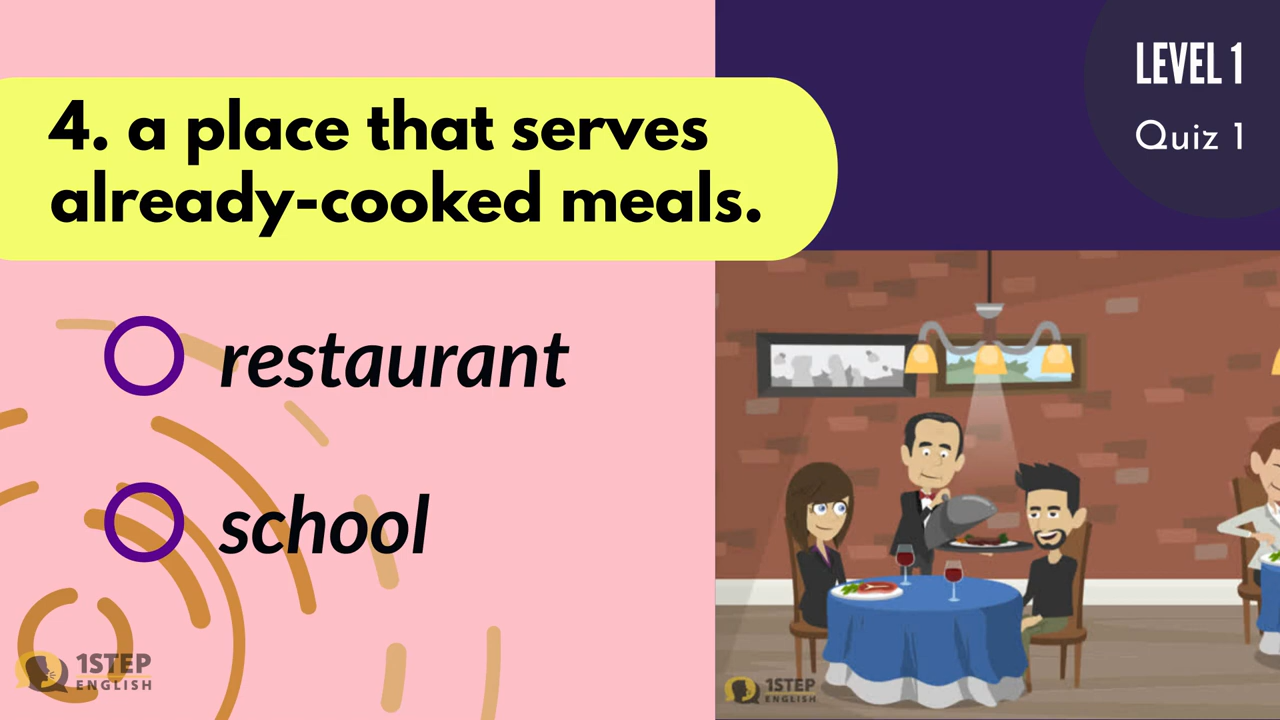 LEVEL 1
Quiz 1
4. a place that serves
already-cooked meals.
restaurant
school
1STEP
ENGLISH
1STEP
ENGLISH